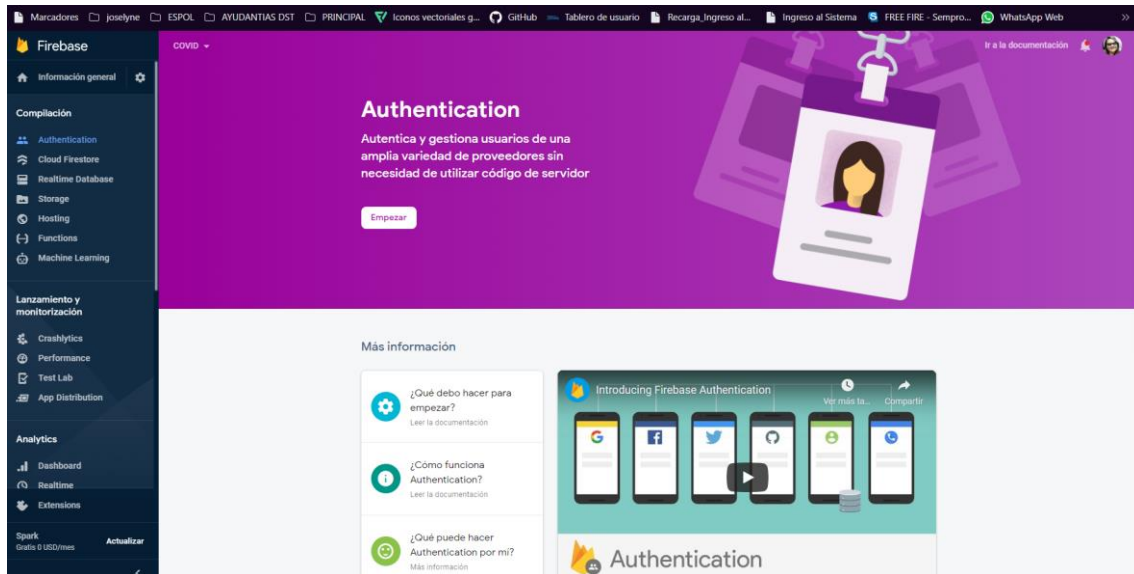 Marcadores joselyne ESPOL AYUDANTIAS DST PRINCIPAL Iconos vectoriales g... GitHub Tablero de usuario Recarga_Ingreso al... Ingreso al Sistema FREE FIRE - Sempro... WhatsApp Web »
Firebase
Información general
Compilación
Authentication
Cloud Firestore
Realtime Database
Storage
Hosting
Functions
Machine Learning
Lanzamiento y
monitorización
Crashlytics
Performance
Test Lab
App Distribution
Analytics
Dashboard
Realtime
Extensions
Spark
Gratis 0 USD/mes
Actualizar
COVID
Ir a la documentación
Authentication
Autentica y gestiona usuarios de una
amplia variedad de proveedores sin
necesidad de utilizar código de servidor
Empezar
Más información
¿Qué debo hacer para
empezar?
Leer la documentación
¿Cómo funciona
Authentication?
Leer la documentación
¿Qué puede hacer
Authentication por mí?
Más información
Introducing Firebase Authentication
Ver más ta...
Compartir
Authentication